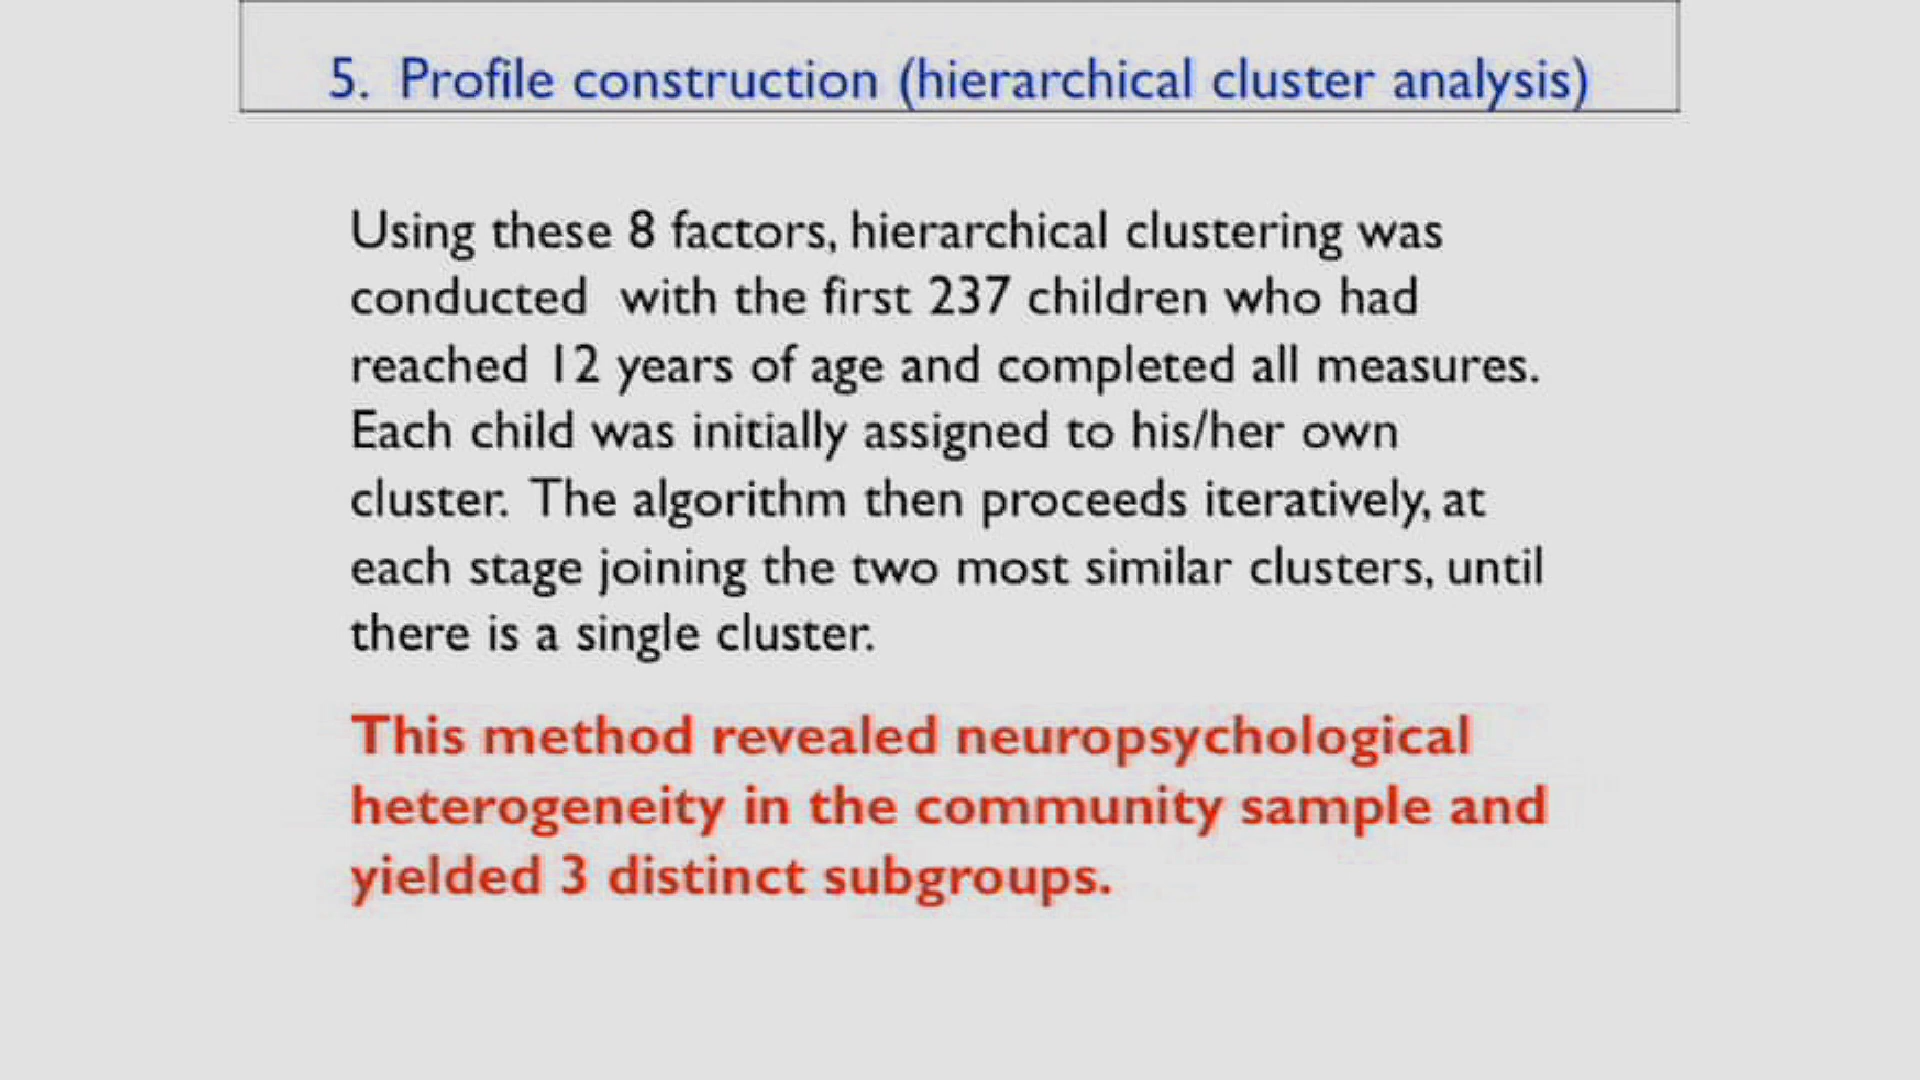 5. Profile construction (hierarchical cluster analysis)
Using these 8 factors, hierarchical clustering was
conducted with the first 237 children who had
reached 12 years of age and completed all measures.
Each child was initially assigned to his/her own
cluster. The algorithm then proceeds iteratively, at
each stage joining the two most similar clusters, until
there is a single cluster.
This method revealed neuropsychological
heterogeneity in the community sample and
yielded 3 distinct subgroups.